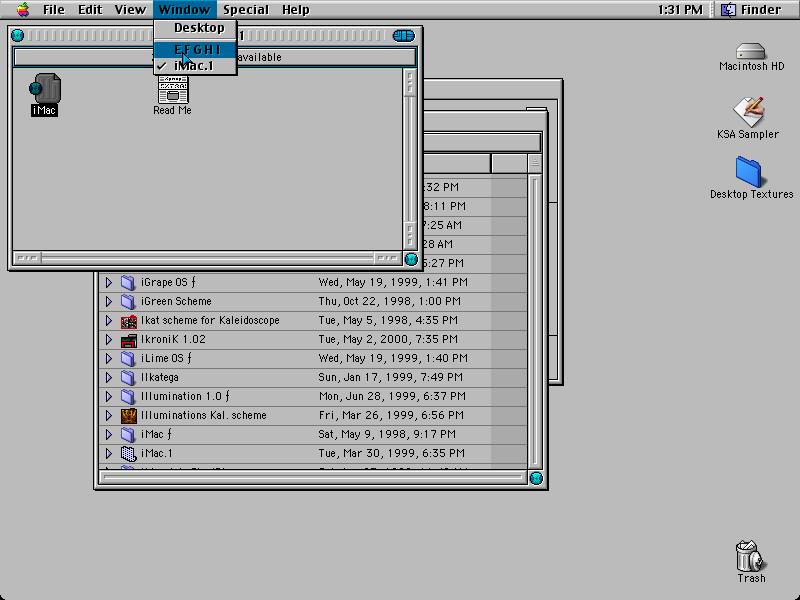 File Edit View Window Special Help 1:31 PM Finder
Desktop
E F G H I
iMac.1
1
available
iMac
Read Me
Macintosh HD
KSA Sampler
Desktop Textures
:32 PM
8:11 PM
7:25 AM
:28 AM
5:27 PM
iGrape OS ƒ Wed, May 19, 1999, 1:41 PM
iGreen Scheme Thu, Oct 22, 1998, 1:00 PM
Ikat scheme for Kaleidoscope Tue, May 5, 1998, 4:35 PM
IkroniK 1.02 Tue, May 2, 2000, 7:35 PM
iLime OS ƒ Wed, May 19, 1999, 1:40 PM
Ilkatega Sun, Jan 17, 1999, 7:49 PM
Illumination 1.0 ƒ Mon, Jun 28, 1999, 6:37 PM
Illuminations Kal. scheme Fri, Mar 26, 1999, 6:56 PM
iMac ƒ Sat, May 9, 1998, 9:17 PM
iMac.1 Tue, Mar 30, 1999, 6:35 PM
Trash